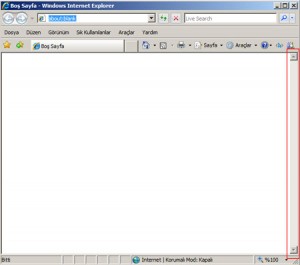 Boş Sayfa - Windows Internet Explorer
about:blank
Live Search
Dosya Düzen Görünüm Sık Kullanılanlar Araçlar Yardım
Boş Sayfa
Sayfa
Araçlar
Bitti
Internet | Korumalı Mod: Kapalı
%100